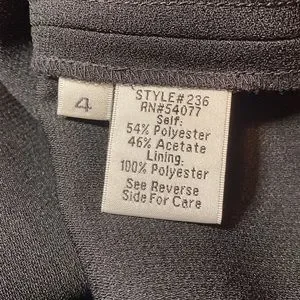 4
STYLE#236
RN#54077
Self:
54% Polyester
46% Acetate
Lining:
100% Polyester
See Reverse
Side For Care